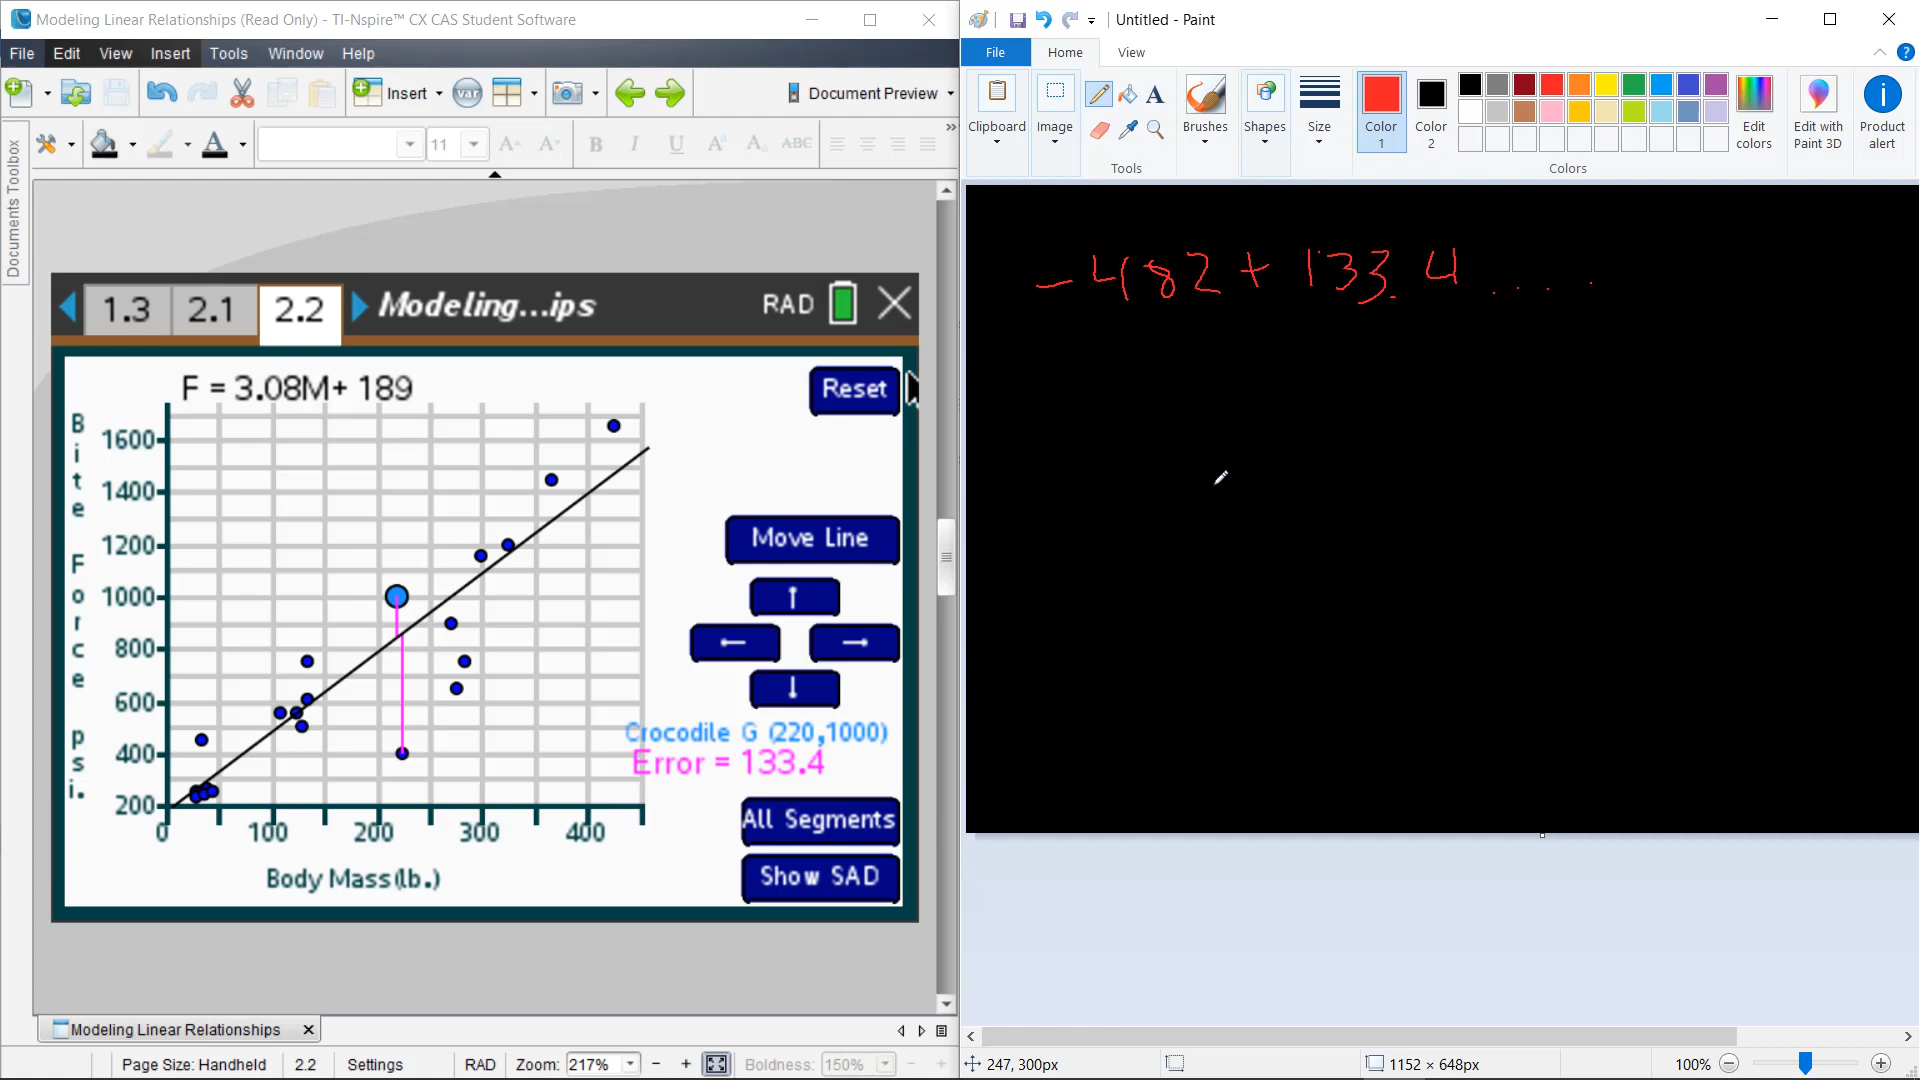 Modeling Linear Relationships (Read Only) - TI-Nspire™ CX CAS Student Software
File Edit View Insert Tools Window Help
Insert
var
Document Preview
11
A
B I U A A ABC
Documents Toolbox
1.3 2.1 2.2 Modeling...ips RAD
F = 3.08M+ 189
Reset
Bite Force psi.
1600
1400
1200
1000
800
600
400
200
0 100 200 300 400
Body Mass(lb.)
Move Line
↑
← →
↓
Crocodile G (220,1000)
Error = 133.4
All Segments
Show SAD
Modeling Linear Relationships
Page Size: Handheld 2.2 Settings RAD Zoom: 217% - + Boldness: 150% - +
Untitled - Paint
File Home View
Clipboard
Image
A
Tools
Brushes
Shapes
Size
Color 1
Color 2
Edit colors
Edit with Paint 3D
Product alert
Colors
-482 + 133.4 . . . .
247, 300px
1152 × 648px
100%